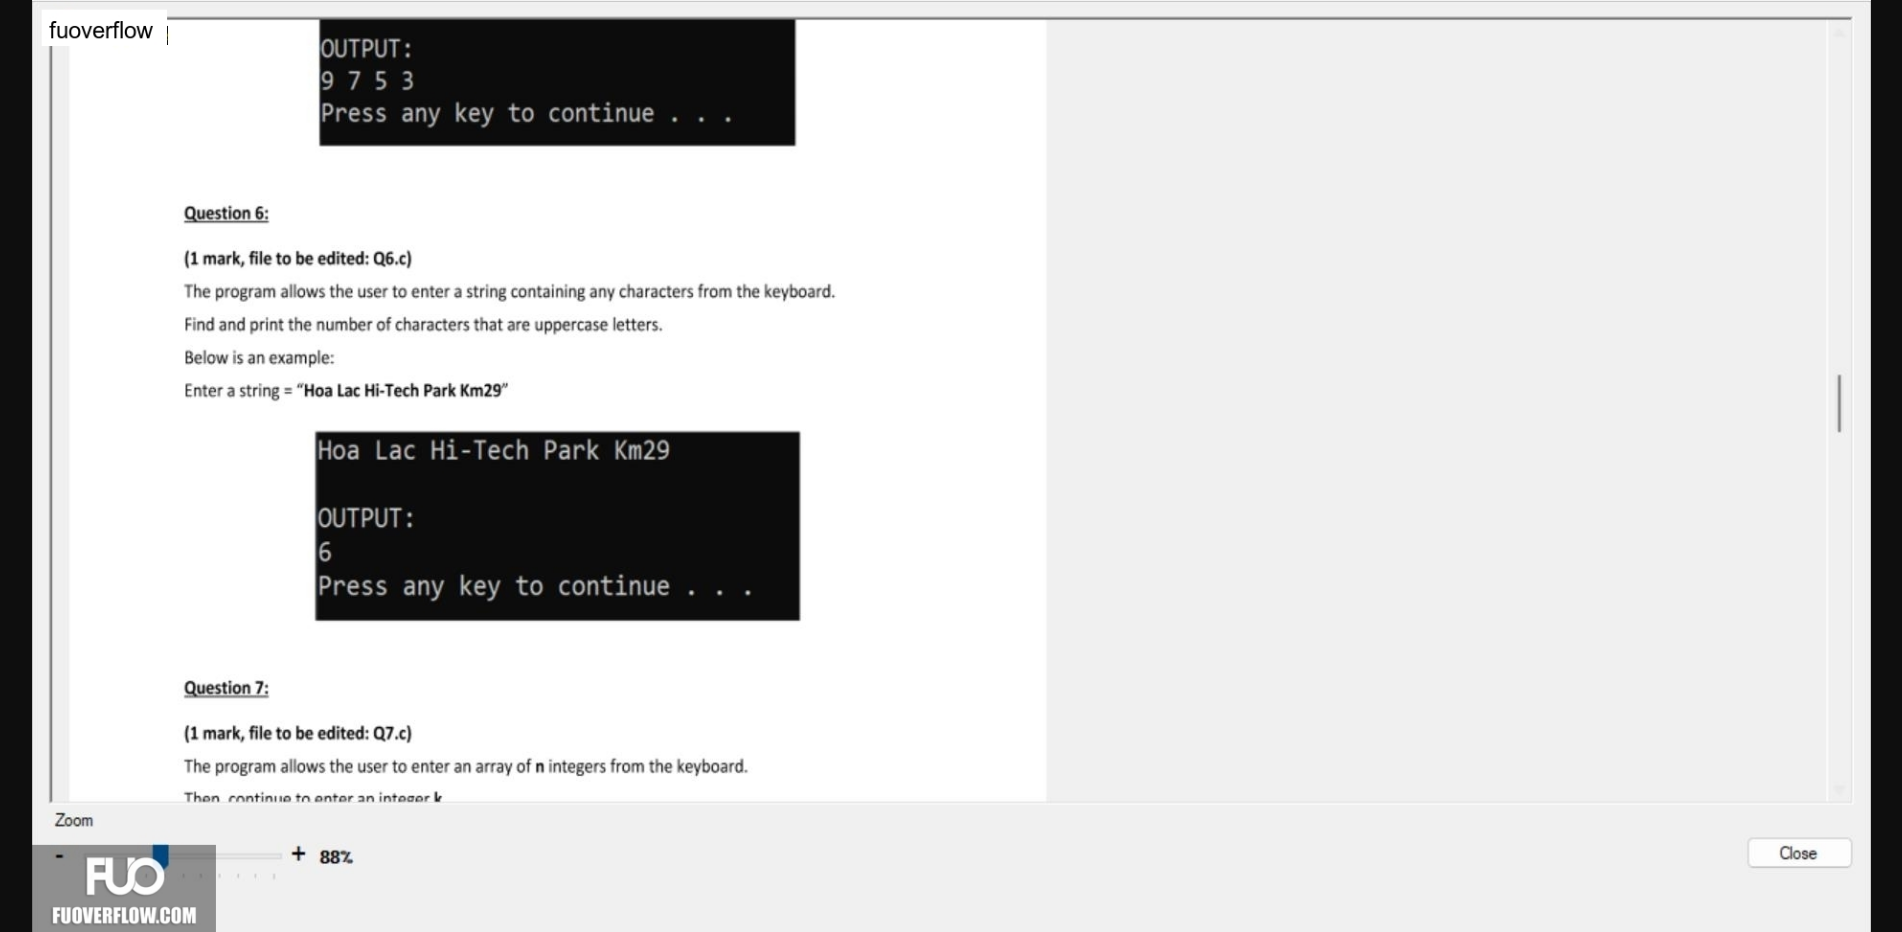 fuoverflow
OUTPUT:
9 7 5 3
Press any key to continue . . .
Question 6:
(1 mark, file to be edited: Q6.c)
The program allows the user to enter a string containing any characters from the keyboard.
Find and print the number of characters that are uppercase letters.
Below is an example:
Enter a string = “Hoa Lac Hi-Tech Park Km29”
Hoa Lac Hi-Tech Park Km29
OUTPUT:
6
Press any key to continue . . .
Question 7:
(1 mark, file to be edited: Q7.c)
The program allows the user to enter an array of n integers from the keyboard.
Then, continue to enter an integer k
Zoom
- + 88%
Close
FUO
FUOVERFLOW.COM